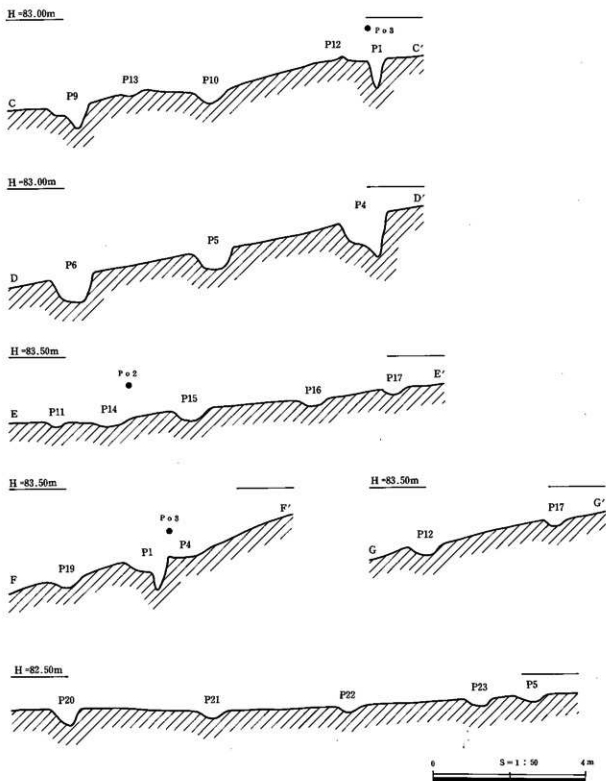 H=83.00m
Po3
P12 P1 C'
P13 P10
C P9
H=83.00m
D'
P4
P5
P6
D
H=83.50m
Po2
E'
P17
P16
P15
E P11 P14
H=83.50m
Po3
F'
P1 P4
P19
F
P17 G'
P12
G
H=82.50m
P20 P21 P22 P23 P5
0 S=1:50 4m